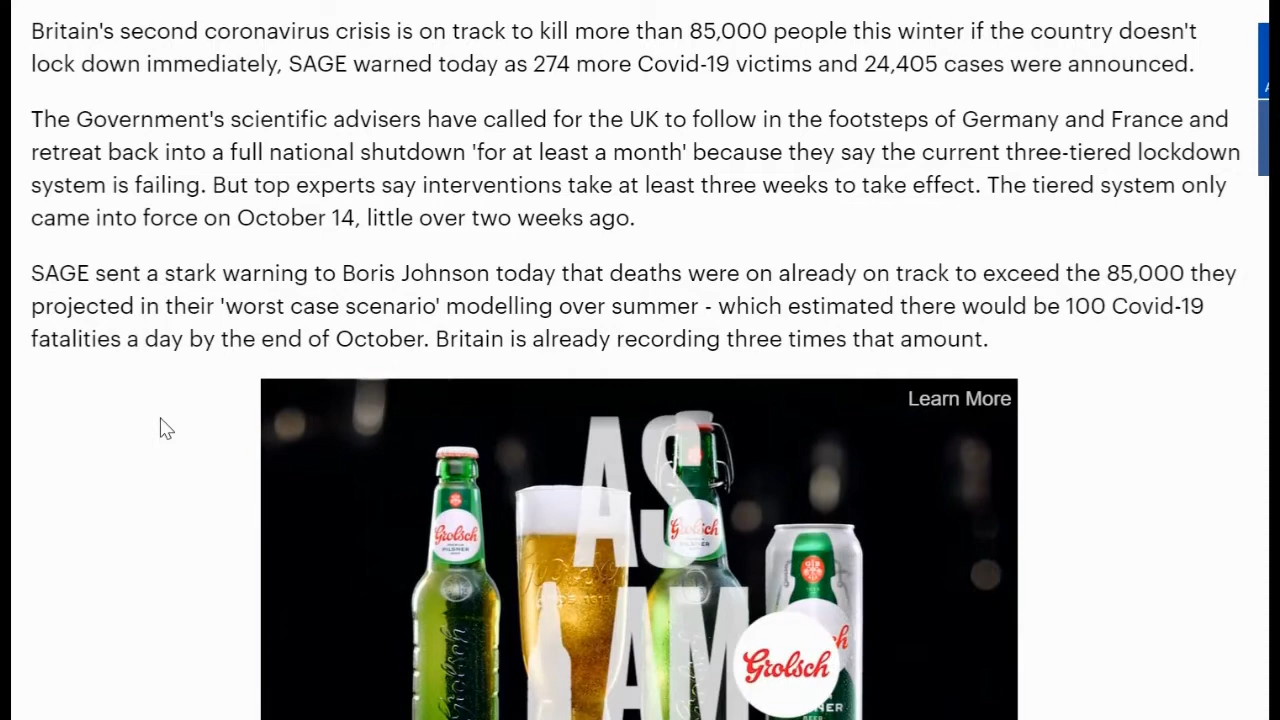 Britain's second coronavirus crisis is on track to kill more than 85,000 people this winter if the country doesn't
lock down immediately, SAGE warned today as 274 more Covid-19 victims and 24,405 cases were announced.
The Government's scientific advisers have called for the UK to follow in the footsteps of Germany and France and
retreat back into a full national shutdown 'for at least a month' because they say the current three-tiered lockdown
system is failing. But top experts say interventions take at least three weeks to take effect. The tiered system only
came into force on October 14, little over two weeks ago.
SAGE sent a stark warning to Boris Johnson today that deaths were on already on track to exceed the 85,000 they
projected in their 'worst case scenario' modelling over summer - which estimated there would be 100 Covid-19
fatalities a day by the end of October. Britain is already recording three times that amount.
Learn More
AS
I AM
Grolsch
PILSNER
Grolsch
Grolsch
PILSNER
Grolsch
Grolsch